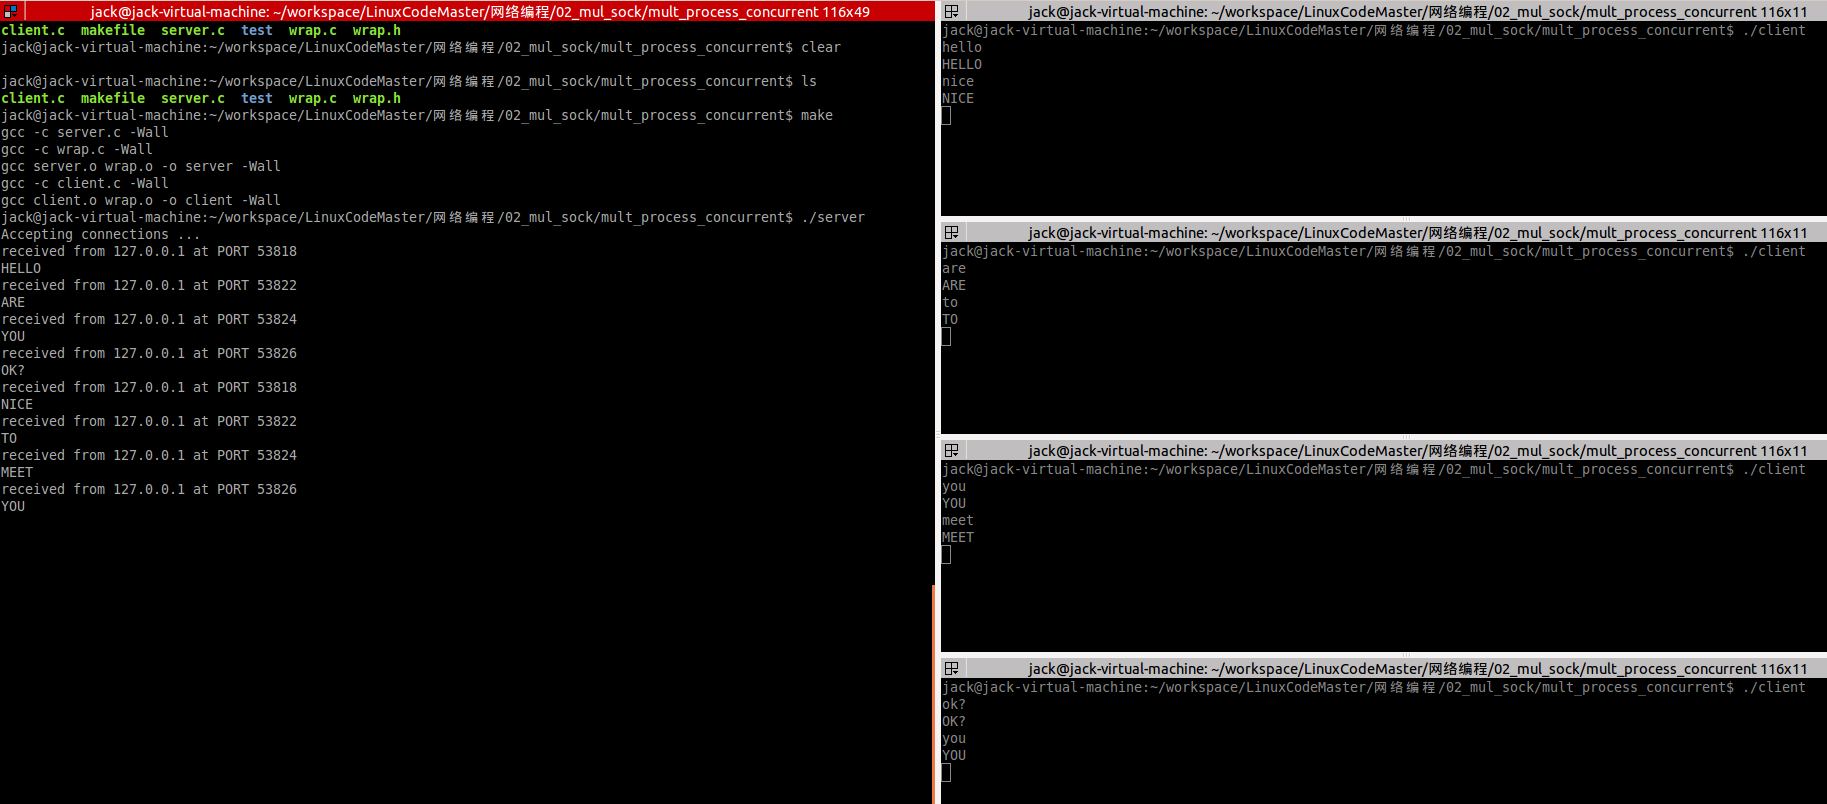 jack@jack-virtual-machine: ~/workspace/LinuxCodeMaster/网络编程/02_mul_sock/mult_process_concurrent 116x49
client.c  makefile  server.c  test  wrap.c  wrap.h
jack@jack-virtual-machine:~/workspace/LinuxCodeMaster/网络编程/02_mul_sock/mult_process_concurrent$ clear
jack@jack-virtual-machine:~/workspace/LinuxCodeMaster/网络编程/02_mul_sock/mult_process_concurrent$ ls
client.c  makefile  server.c  test  wrap.c  wrap.h
jack@jack-virtual-machine:~/workspace/LinuxCodeMaster/网络编程/02_mul_sock/mult_process_concurrent$ make
gcc -c server.c -Wall
gcc -c wrap.c -Wall
gcc server.o wrap.o -o server -Wall
gcc -c client.c -Wall
gcc client.o wrap.o -o client -Wall
jack@jack-virtual-machine:~/workspace/LinuxCodeMaster/网络编程/02_mul_sock/mult_process_concurrent$ ./server
Accepting connections ...
received from 127.0.0.1 at PORT 53818
HELLO
received from 127.0.0.1 at PORT 53822
ARE
received from 127.0.0.1 at PORT 53824
YOU
received from 127.0.0.1 at PORT 53826
OK?
received from 127.0.0.1 at PORT 53818
NICE
received from 127.0.0.1 at PORT 53822
TO
received from 127.0.0.1 at PORT 53824
MEET
received from 127.0.0.1 at PORT 53826
YOU
jack@jack-virtual-machine: ~/workspace/LinuxCodeMaster/网络编程/02_mul_sock/mult_process_concurrent 116x11
jack@jack-virtual-machine:~/workspace/LinuxCodeMaster/网络编程/02_mul_sock/mult_process_concurrent$ ./client
hello
HELLO
nice
NICE
jack@jack-virtual-machine: ~/workspace/LinuxCodeMaster/网络编程/02_mul_sock/mult_process_concurrent 116x11
jack@jack-virtual-machine:~/workspace/LinuxCodeMaster/网络编程/02_mul_sock/mult_process_concurrent$ ./client
are
ARE
to
TO
jack@jack-virtual-machine: ~/workspace/LinuxCodeMaster/网络编程/02_mul_sock/mult_process_concurrent 116x11
jack@jack-virtual-machine:~/workspace/LinuxCodeMaster/网络编程/02_mul_sock/mult_process_concurrent$ ./client
you
YOU
meet
MEET
jack@jack-virtual-machine: ~/workspace/LinuxCodeMaster/网络编程/02_mul_sock/mult_process_concurrent 116x11
jack@jack-virtual-machine:~/workspace/LinuxCodeMaster/网络编程/02_mul_sock/mult_process_concurrent$ ./client
ok?
OK?
you
YOU